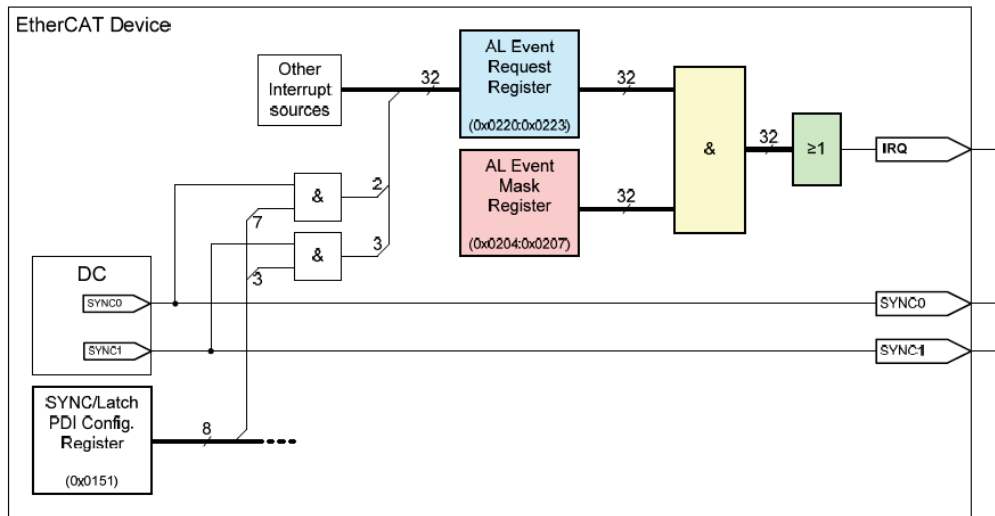 EtherCAT Device
Other
Interrupt
sources
32
AL Event
Request
Register
(0x0220:0x0223)
32
&
32
≥1
IRQ
AL Event
Mask
Register
(0x0204:0x0207)
32
&
2
7
&
3
3
DC
SYNC0
SYNC1
SYNC0
SYNC1
SYNC/Latch
PDI Config.
Register
(0x0151)
8